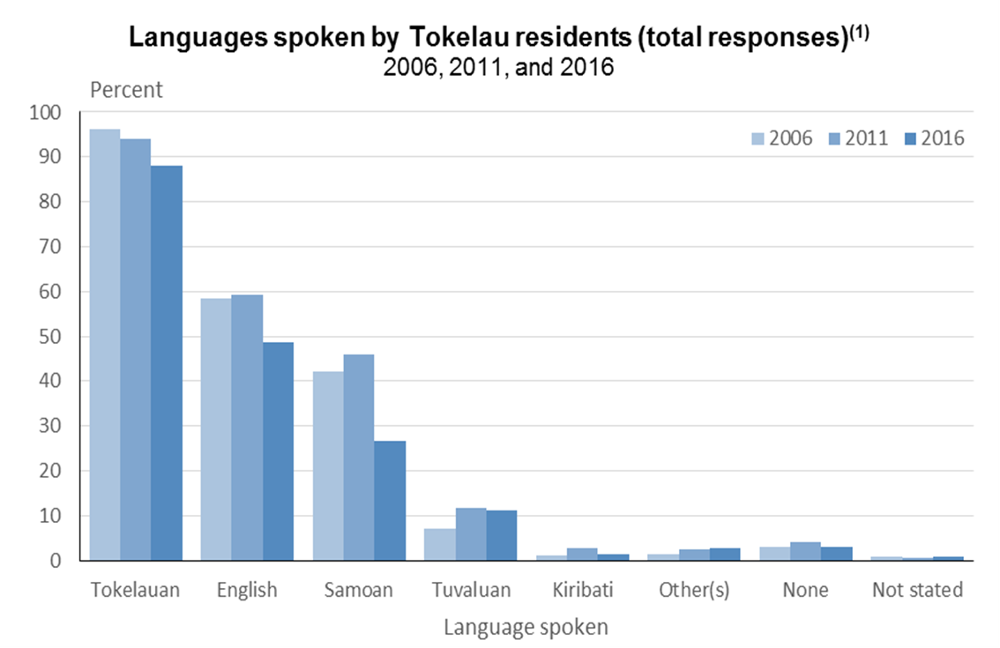 Languages spoken by Tokelau residents (total responses)(1)
2006, 2011, and 2016
Percent
2006 2011 2016
100
90
80
70
60
50
40
30
20
10
0
Tokelauan English Samoan Tuvaluan Kiribati Other(s) None Not stated
Language spoken